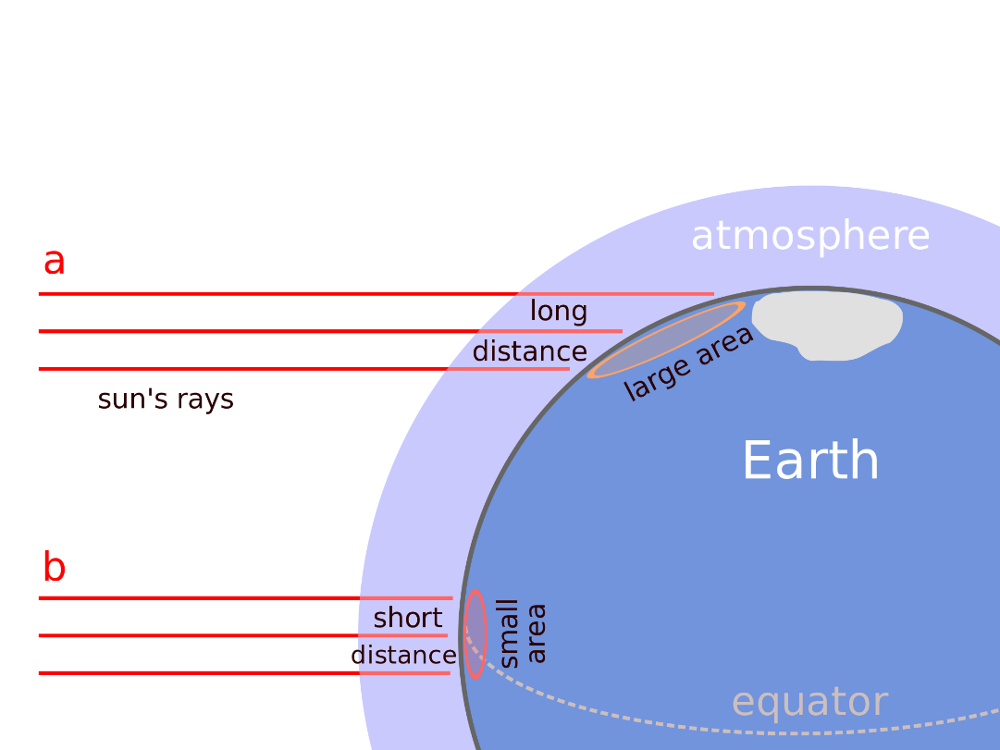 atmosphere
a
long
distance
large area
sun's rays
Earth
b
short
distance
small
area
equator